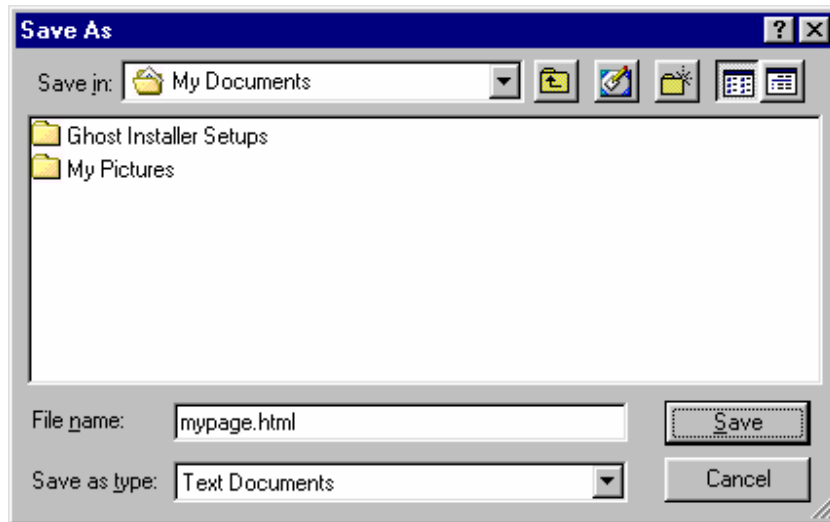 Save As
Save in: My Documents
Ghost Installer Setups
My Pictures
File name: mypage.html Save
Save as type: Text Documents Cancel